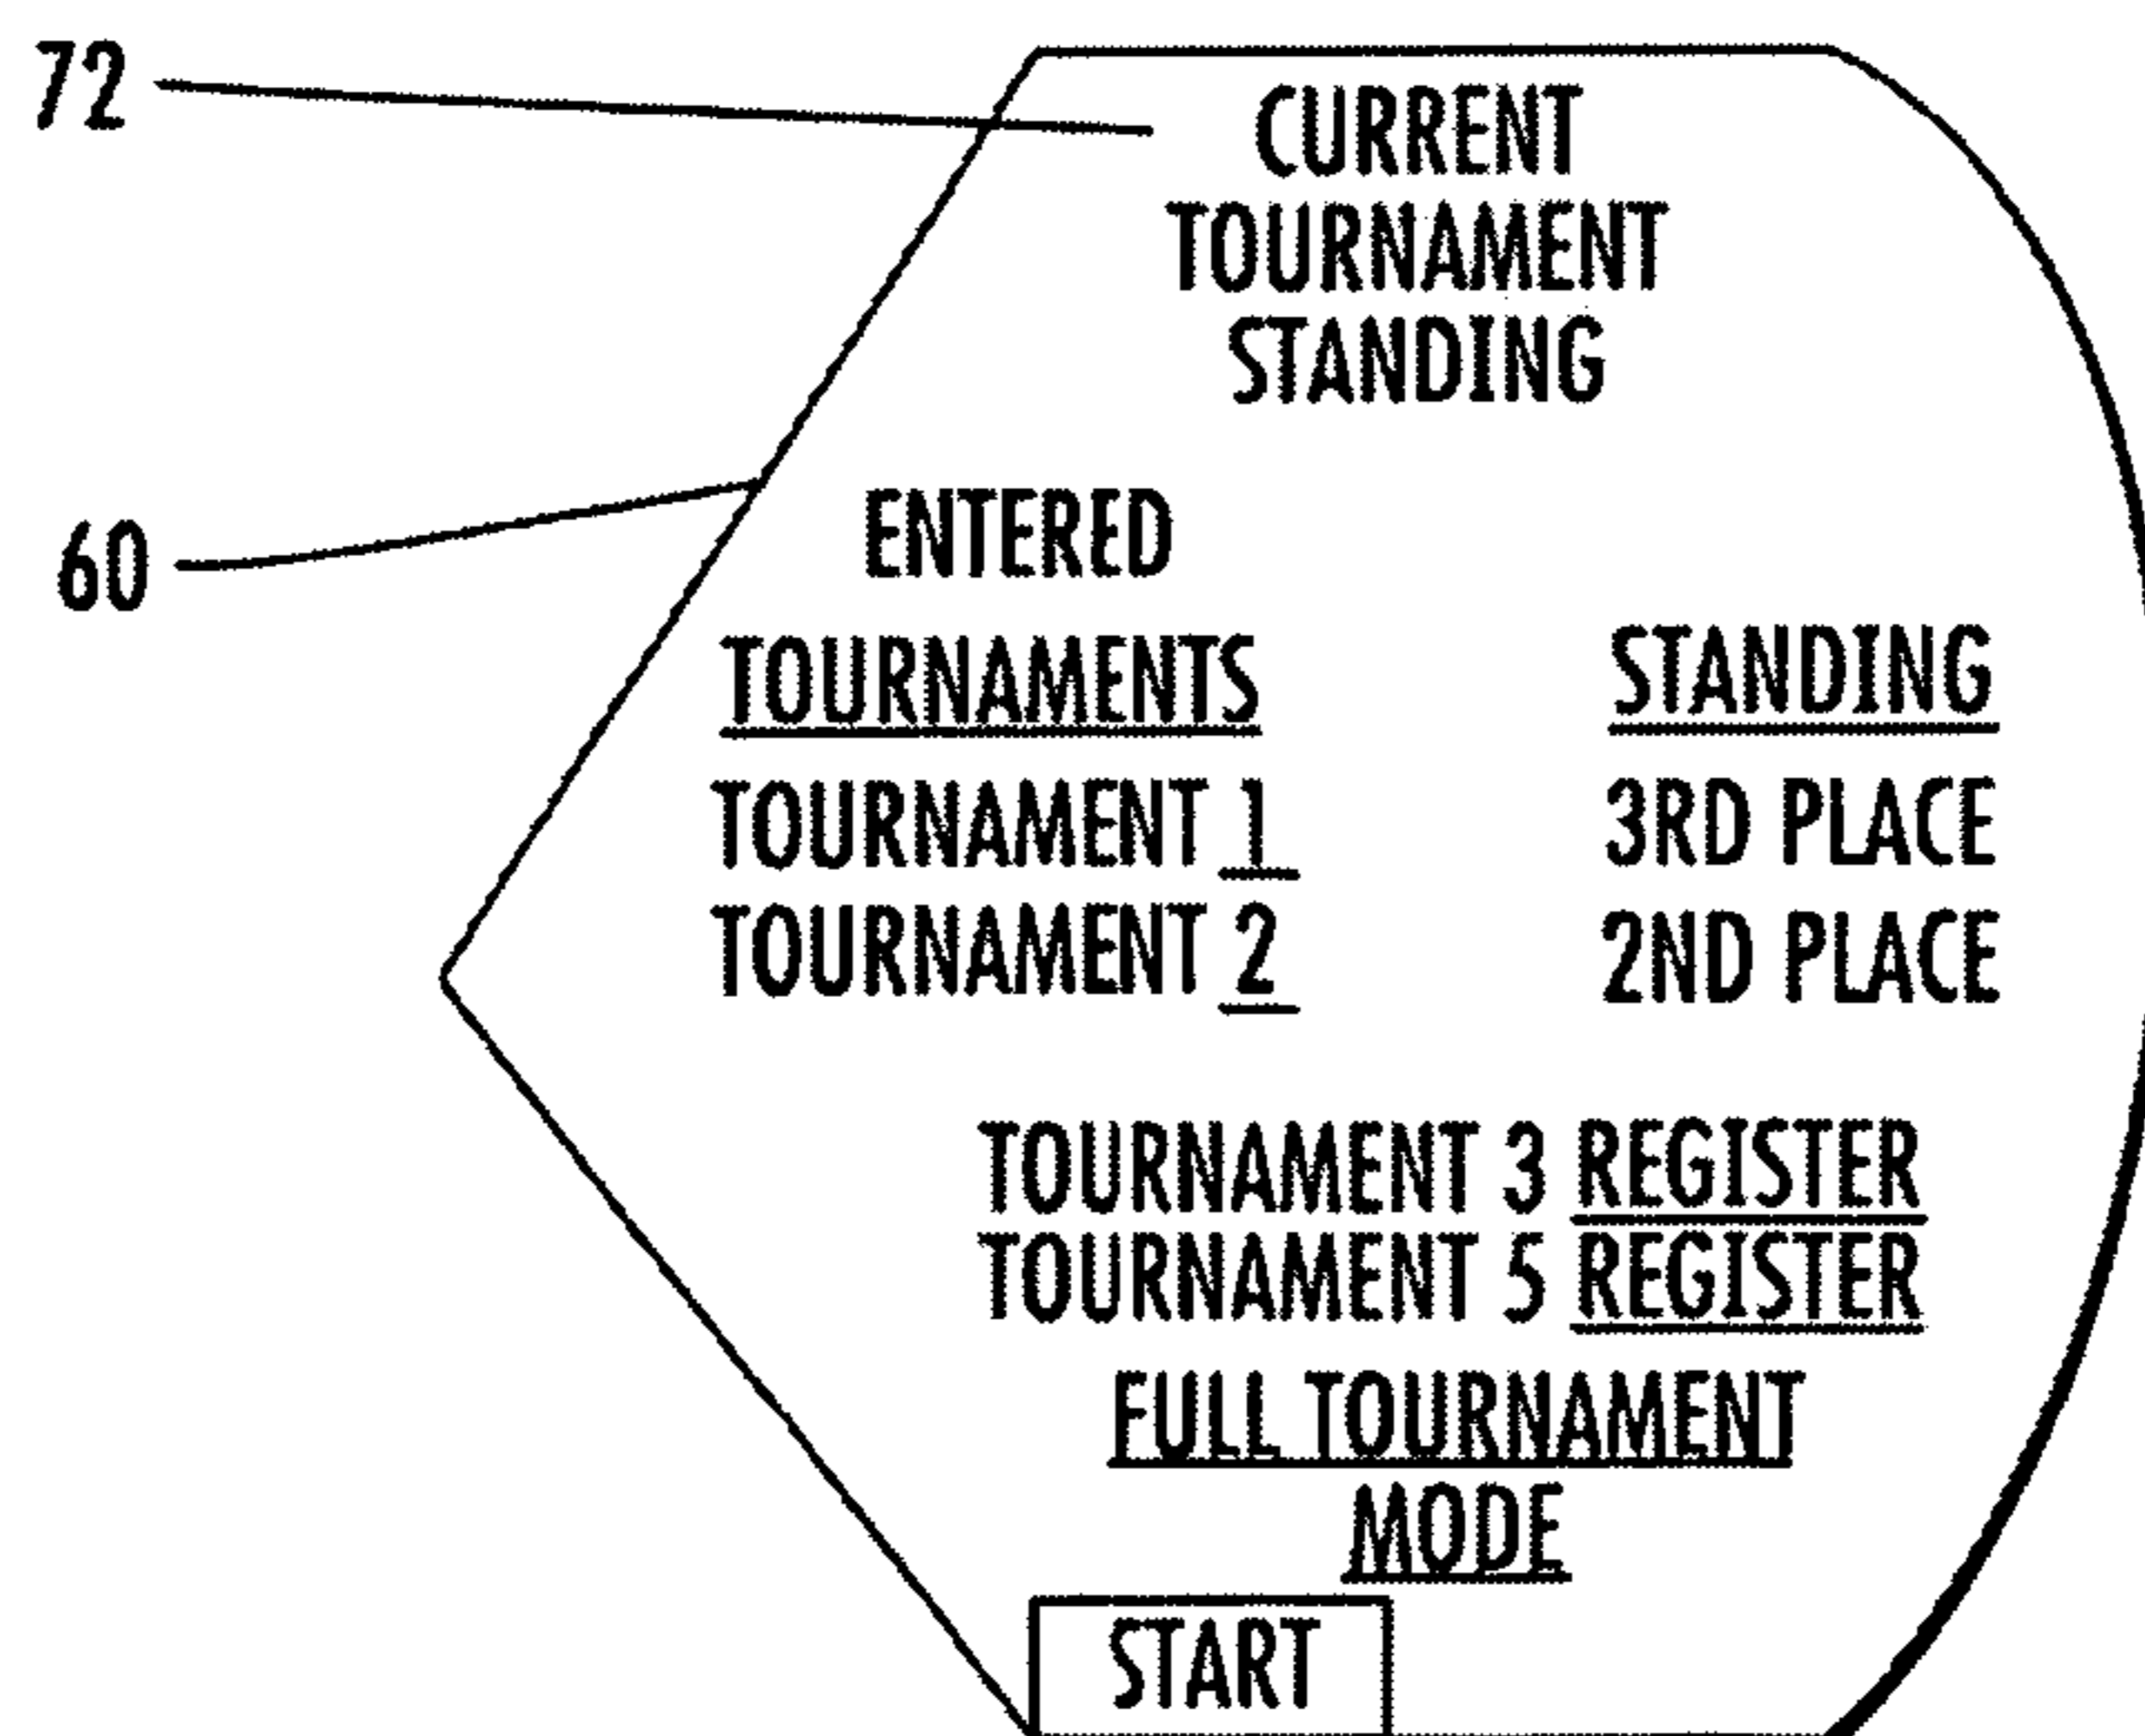 72
CURRENT
TOURNAMENT
STANDING
60
ENTERED
TOURNAMENTS
STANDING
TOURNAMENT 1
3RD PLACE
TOURNAMENT 2
2ND PLACE
TOURNAMENT 3 REGISTER
TOURNAMENT 5 REGISTER
FULL TOURNAMENT
MODE
START